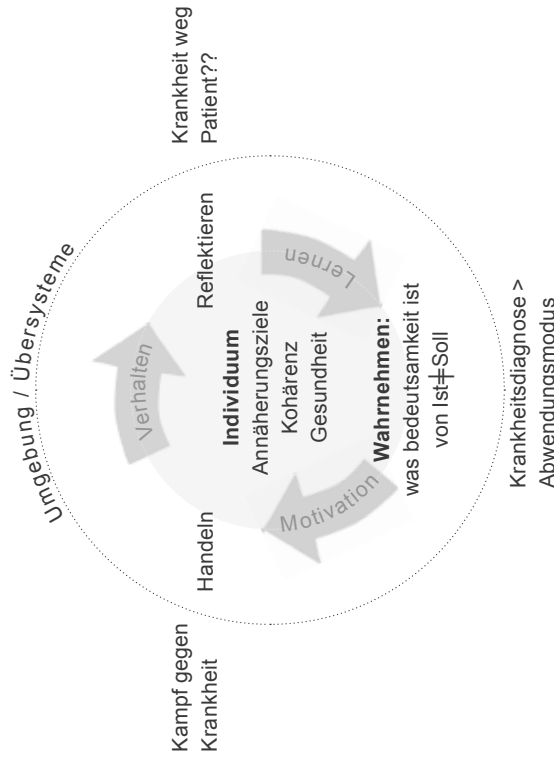 Umgebung / Übersysteme
Kampf gegen
Krankheit
Krankheit weg
Patient??
Handeln
Verhalten
Reflektieren
Individuum
Annäherungsziele
Kohärenz
Gesundheit
Motivation
Lernen
Wahrnehmen:
was bedeutsamkeit ist
von Ist╪Soll
Krankheitsdiagnose >
Abwendungsmodus